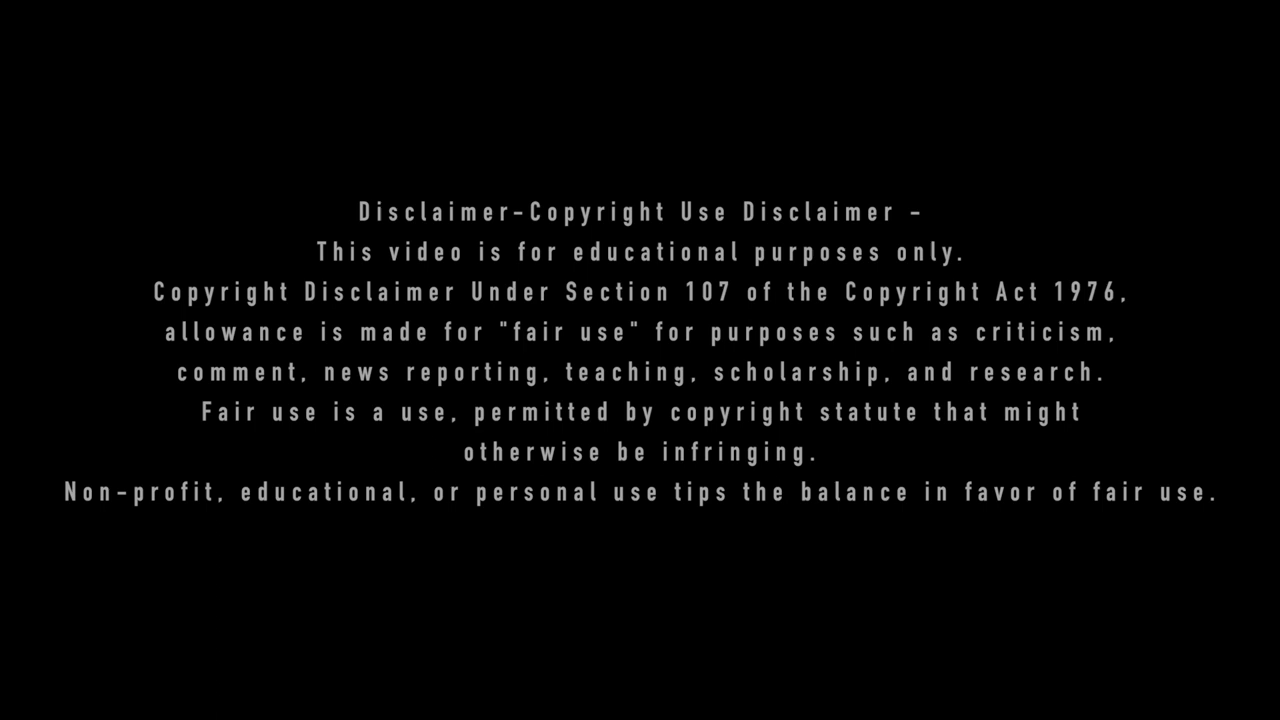 Disclaimer-Copyright Use Disclaimer -
This video is for educational purposes only.
Copyright Disclaimer Under Section 107 of the Copyright Act 1976,
allowance is made for "fair use" for purposes such as criticism,
comment, news reporting, teaching, scholarship, and research.
Fair use is a use, permitted by copyright statute that might
otherwise be infringing.
Non-profit, educational, or personal use tips the balance in favor of fair use.